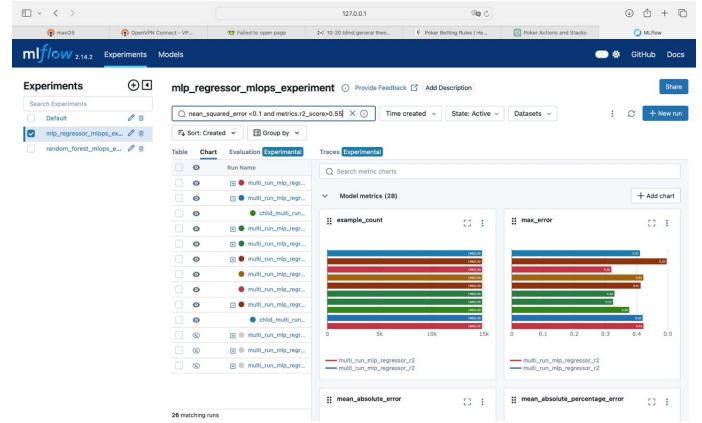 127.0.0.1
macOS
OpenVPN Connect - VP...
Failed to open page
10-20 blind general theo...
Poker Betting Rules | Ho...
Poker Actions and Stacks
MLflow
mlflow 2.14.2 Experiments Models
GitHub Docs
Experiments
Search Experiments
Default
mlp_regressor_mlops_ex...
random_forest_mlops_e...
mlp_regressor_mlops_experiment Provide Feedback Add Description
Share
nean_squared_error <0.1 and metrics.r2_score>0.55
Time created
State: Active
Datasets
+ New run
Sort: Created
Group by
Table Chart Evaluation Experimental Traces Experimental
Run Name
multi_run_mlp_regr...
multi_run_mlp_regr...
child_multi_run...
multi_run_mlp_regr...
multi_run_mlp_regr...
multi_run_mlp_regr...
multi_run_mlp_regr...
multi_run_mlp_regr...
multi_run_mlp_regr...
child_multi_run...
multi_run_mlp_regr...
multi_run_mlp_regr...
multi_run_mlp_regr...
26 matching runs
Search metric charts
Model metrics (28)
+ Add chart
example_count
0 5k 10k 15k
multi_run_mlp_regressor_r2
multi_run_mlp_regressor_r2
max_error
0 0.1 0.2 0.3 0.4 0.5
multi_run_mlp_regressor_r2
multi_run_mlp_regressor_r2
mean_absolute_error
mean_absolute_percentage_error